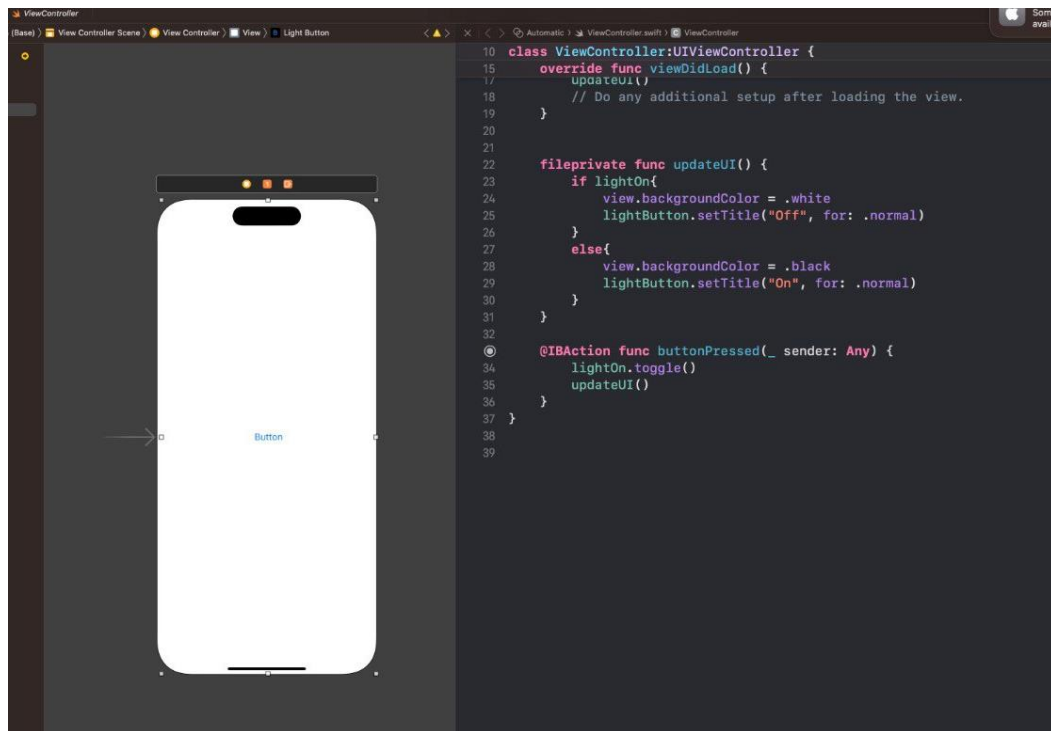 ViewController
(Base) 〉 View Controller Scene 〉 View Controller 〉 View 〉 Light Button
Automatic 〉 ViewController.swift 〉 C ViewController
10 class ViewController:UIViewController {
15 override func viewDidLoad() {
17 updateUI()
18 // Do any additional setup after loading the view.
19 }
20
21
22 fileprivate func updateUI() {
23 if lightOn{
24 view.backgroundColor = .white
25 lightButton.setTitle("Off", for: .normal)
26 }
27 else{
28 view.backgroundColor = .black
29 lightButton.setTitle("On", for: .normal)
30 }
31 }
32
@IBAction func buttonPressed(_ sender: Any) {
34 lightOn.toggle()
35 updateUI()
36 }
37 }
38
39
Button